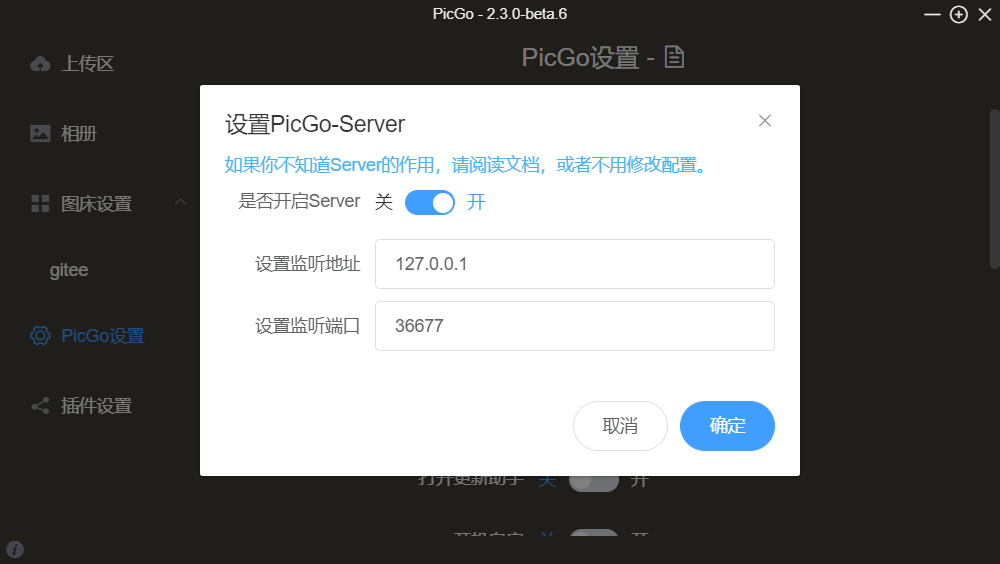 PicGo - 2.3.0-beta.6
上传区
相册
图床设置
gitee
PicGo设置
插件设置
PicGo设置 -
设置PicGo-Server
如果你不知道Server的作用，请阅读文档，或者不用修改配置。
是否开启Server 关 开
设置监听地址 127.0.0.1
设置监听端口 36677
取消 确定
打开更新助手 关 开